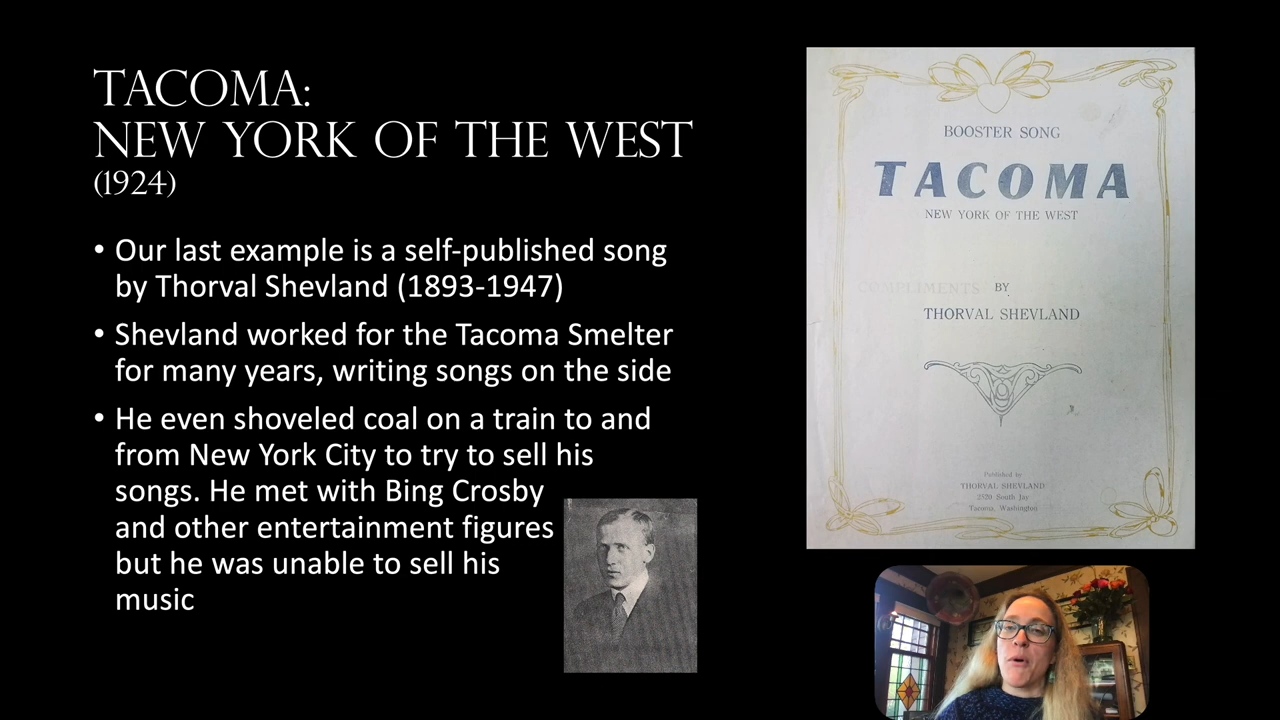 TACOMA:
NEW YORK OF THE WEST
(1924)
• Our last example is a self-published song
by Thorval Shevland (1893-1947)
• Shevland worked for the Tacoma Smelter
for many years, writing songs on the side
• He even shoveled coal on a train to and
from New York City to try to sell his
songs. He met with Bing Crosby
and other entertainment figures
but he was unable to sell his
music
BOOSTER SONG
TACOMA
NEW YORK OF THE WEST
COMPLIMENTS BY
THORVAL SHEVLAND
Published by
THORVAL SHEVLAND
2520 South Jay
Tacoma, Washington